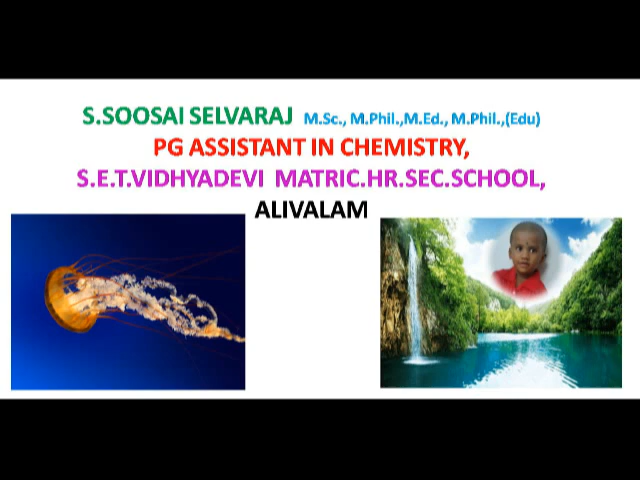 S.SOOSAI SELVARAJ M.Sc., M.Phil.,M.Ed., M.Phil.,(Edu)
PG ASSISTANT IN CHEMISTRY,
S.E.T.VIDHYADEVI MATRIC.HR.SEC.SCHOOL,
ALIVALAM